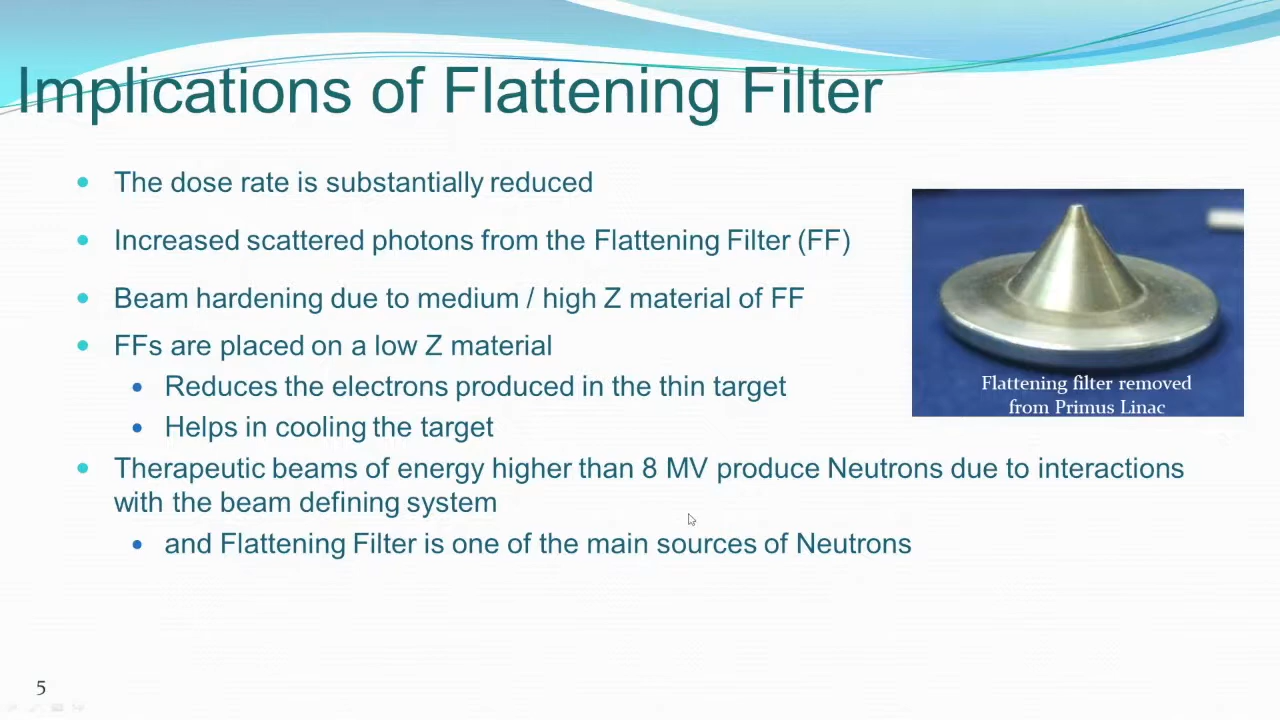 Implications of Flattening Filter
The dose rate is substantially reduced
Increased scattered photons from the Flattening Filter (FF)
Beam hardening due to medium / high Z material of FF
FFs are placed on a low Z material
Reduces the electrons produced in the thin target
Helps in cooling the target
Therapeutic beams of energy higher than 8 MV produce Neutrons due to interactions
with the beam defining system
and Flattening Filter is one of the main sources of Neutrons
Flattening filter removed
from Primus Linac
5